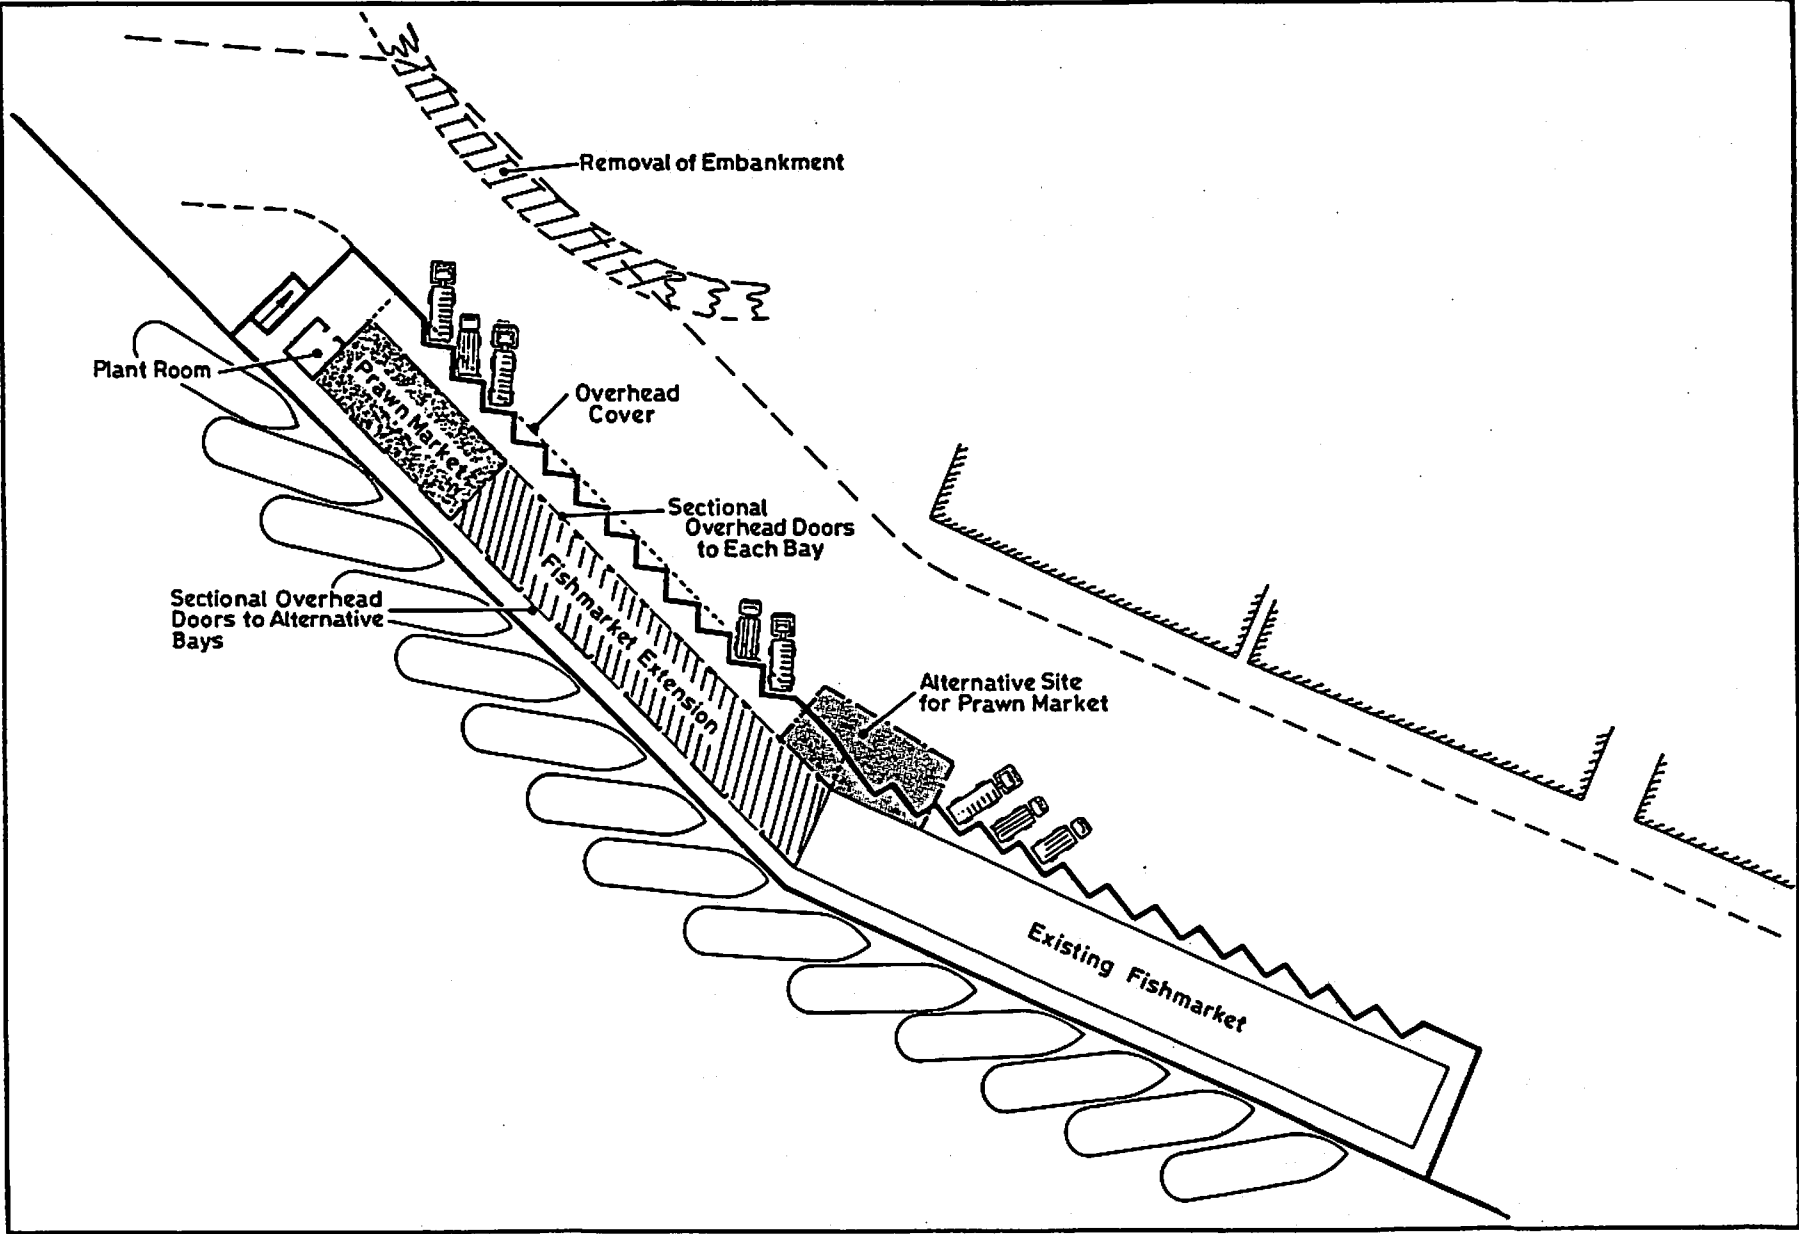 Removal of Embankment
Plant Room
Prawn Market
Overhead
Cover
Sectional
Overhead Doors
to Each Bay
Fishmarket Extension
Sectional Overhead
Doors to Alternative
Bays
Alternative Site
for Prawn Market
Existing Fishmarket